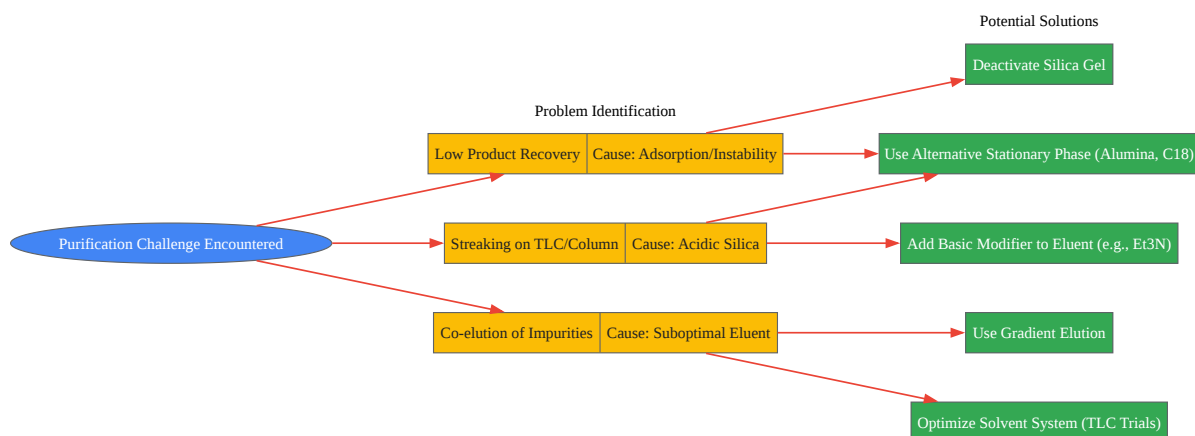 Potential Solutions
Deactivate Silica Gel
Problem Identification
Low Product Recovery
Cause: Adsorption/Instability
Use Alternative Stationary Phase (Alumina, C18)
Purification Challenge Encountered
Streaking on TLC/Column
Cause: Acidic Silica
Add Basic Modifier to Eluent (e.g., Et3N)
Co-elution of Impurities
Cause: Suboptimal Eluent
Use Gradient Elution
Optimize Solvent System (TLC Trials)